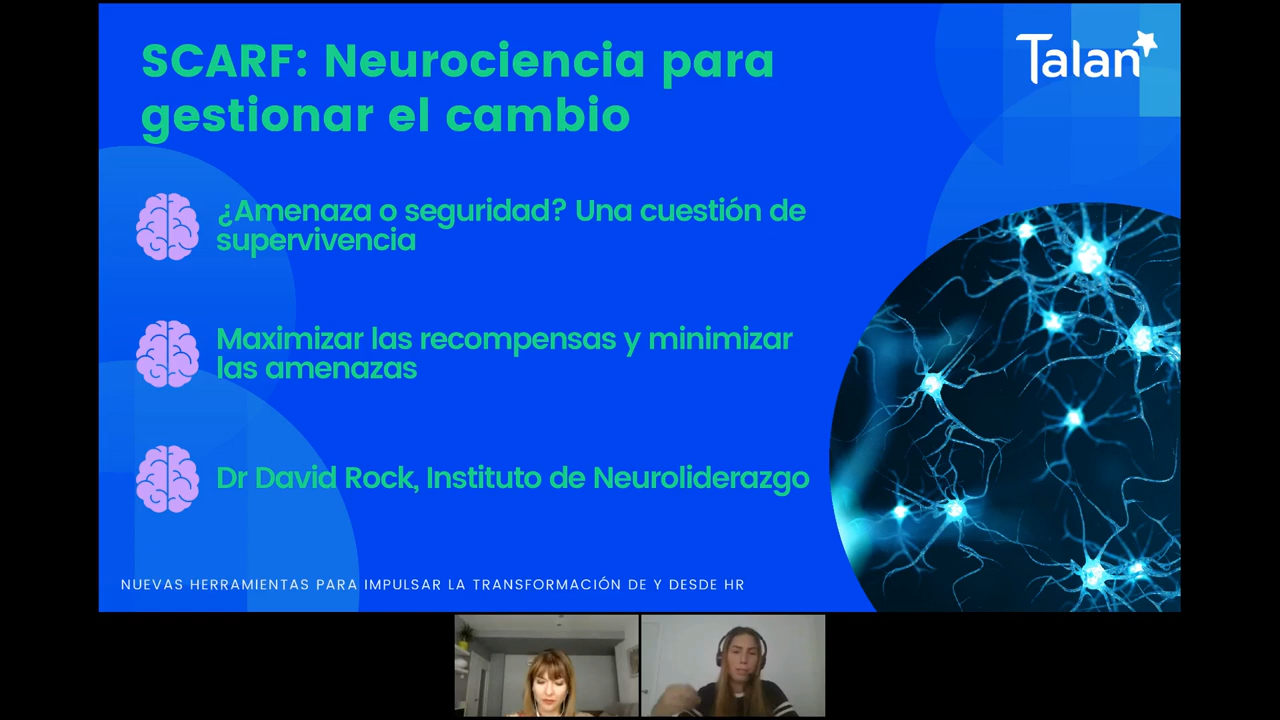 SCARF: Neurociencia para
gestionar el cambio
Talan
¿Amenaza o seguridad? Una cuestión de
supervivencia
Maximizar las recompensas y minimizar
las amenazas
Dr David Rock, Instituto de Neuroliderazgo
NUEVAS HERRAMIENTAS PARA IMPULSAR LA TRANSFORMACIÓN DE Y DESDE HR